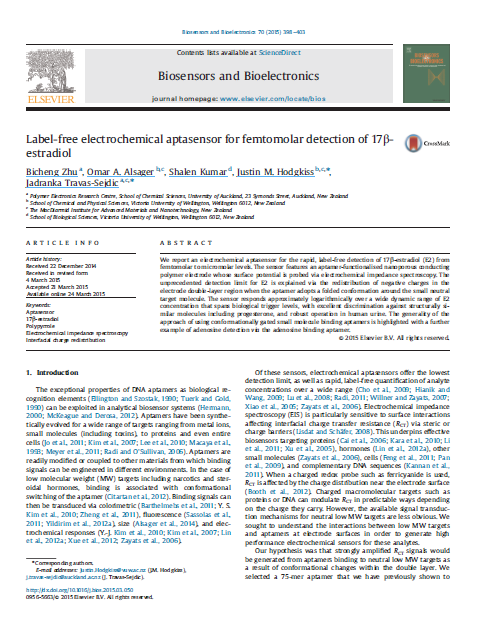 Biosensors and Bioelectronics 70 (2015) 398–403
Contents lists available at ScienceDirect
Biosensors and Bioelectronics
journal homepage: www.elsevier.com/locate/bios
ELSEVIER
CrossMark
Label-free electrochemical aptasensor for femtomolar detection of 17β-
estradiol
Bicheng Zhu a, Omar A. Alsager b,c, Shalen Kumar d, Justin M. Hodgkiss b,c,*,
Jadranka Travas-Sejdic a,c,*
a Polymer Electronics Research Centre, School of Chemical Sciences, University of Auckland, 23 Symonds Street, Auckland, New Zealand
b School of Chemical and Physical Sciences, Victoria University of Wellington, Wellington 6012, New Zealand
c The MacDiarmid Institute for Advanced Materials and Nanotechnology, New Zealand
d School of Biological Sciences, Victoria University of Wellington, Wellington 6012, New Zealand
ARTICLE INFO
Article history:
Received 22 December 2014
Received in revised form
4 March 2015
Accepted 21 March 2015
Available online 24 March 2015
Keywords:
Aptasensor
17β-estradiol
Polypyrrole
Electrochemical impedance spectroscopy
Interfacial charge redistribution
ABSTRACT
We report an electrochemical aptasensor for the rapid, label-free detection of 17β-estradiol (E2) from
femtomolar to micromolar levels. The sensor features an aptamer-functionalised nanoporous conducting
polymer electrode whose surface potential is probed via electrochemical impedance spectroscopy. The
unprecedented detection limit for E2 is explained via the redistribution of negative charges in the
electrode double-layer region when the aptamer adopts a folded conformation around the small neutral
target molecule. The sensor responds approximately logarithmically over a wide dynamic range of E2
concentration that spans biological trigger levels, with excellent discrimination against structurally si-
milar molecules including progesterone, and robust operation in human urine. The generality of the
approach of using conformationally gated small molecule binding aptamers is highlighted with a further
example of adenosine detection via the adenosine binding aptamer.
© 2015 Elsevier B.V. All rights reserved.
1. Introduction
The exceptional properties of DNA aptamers as biological re-
cognition elements (Ellington and Szostak, 1990; Tuerk and Gold,
1990) can be exploited in analytical biosensor systems (Hermann,
2000; McKeague and Derosa, 2012). Aptamers have been synthe-
tically evolved for a wide range of targets ranging from metal ions,
small molecules (including toxins), to proteins and even entire
cells (Jo et al., 2011; Kim et al., 2007; Lee et al., 2010; Macaya et al.,
1993; Meyer et al., 2011; Radi and O'Sullivan, 2006). Aptamers are
readily modified or coupled to other materials from which binding
signals can be engineered in different environments. In the case of
low molecular weight (MW) targets including narcotics and ster-
oidal hormones, binding is associated with conformational
switching of the aptamer (Citartan et al., 2012). Binding signals can
then be transduced via colorimetric (Barthelmebs et al., 2011; Y. S.
Kim et al., 2010; Zheng et al., 2011), fluorescence (Sassolas et al.,
2011; Yildirim et al., 2012a), size (Alsager et al., 2014), and elec-
trochemical responses (Y.-J. Kim et al., 2010; Kim et al., 2007; Lin
et al., 2012a; Xue et al., 2012; Zayats et al., 2006).
Of these sensors, electrochemical aptasensors offer the lowest
detection limit, as well as rapid, label-free quantification of analyte
concentrations over a wide range (Cho et al., 2009; Hianik and
Wang, 2009; Lu et al., 2008; Radi, 2011; Willner and Zayats, 2007;
Xiao et al., 2005; Zayats et al., 2006). Electrochemical impedance
spectroscopy (EIS) is particularly sensitive to surface interactions
affecting interfacial charge transfer resistance (RCT) via steric or
charge barriers (Lisdat and Schäfer, 2008). This underpins effective
biosensors targeting proteins (Cai et al., 2006; Kara et al., 2010; Li
et al., 2011; Xu et al., 2005), hormones (Lin et al., 2012a), other
small molecules (Zayats et al., 2006), cells (Feng et al., 2011; Pan
et al., 2009), and complementary DNA sequences (Kannan et al.,
2011). When a charged redox probe such as ferricyanide is used,
RCT is affected by the charge distribution near the electrode surface
(Booth et al., 2012). Charged macromolecular targets such as
proteins or DNA can modulate RCT in predictable ways depending
on the charge they carry. However, the available signal transduc-
tion mechanisms for neutral low MW targets are less obvious. We
sought to understand the interactions between low MW targets
and aptamers at electrode surfaces in order to generate high
performance electrochemical sensors for these analytes.
Our hypothesis was that strongly amplified RCT signals would
be generated from aptamers binding to neutral low MW targets as
a result of conformational changes within the double layer. We
selected a 75-mer aptamer that we have previously shown to
* Corresponding authors.
E-mail addresses: Justin.Hodgkiss@vuw.ac.nz (J.M. Hodgkiss),
j.travas-sejdic@auckland.ac.nz (J. Travas-Sejdic).
http://dx.doi.org/10.1016/j.bios.2015.03.050
0956-5663/© 2015 Elsevier B.V. All rights reserved.